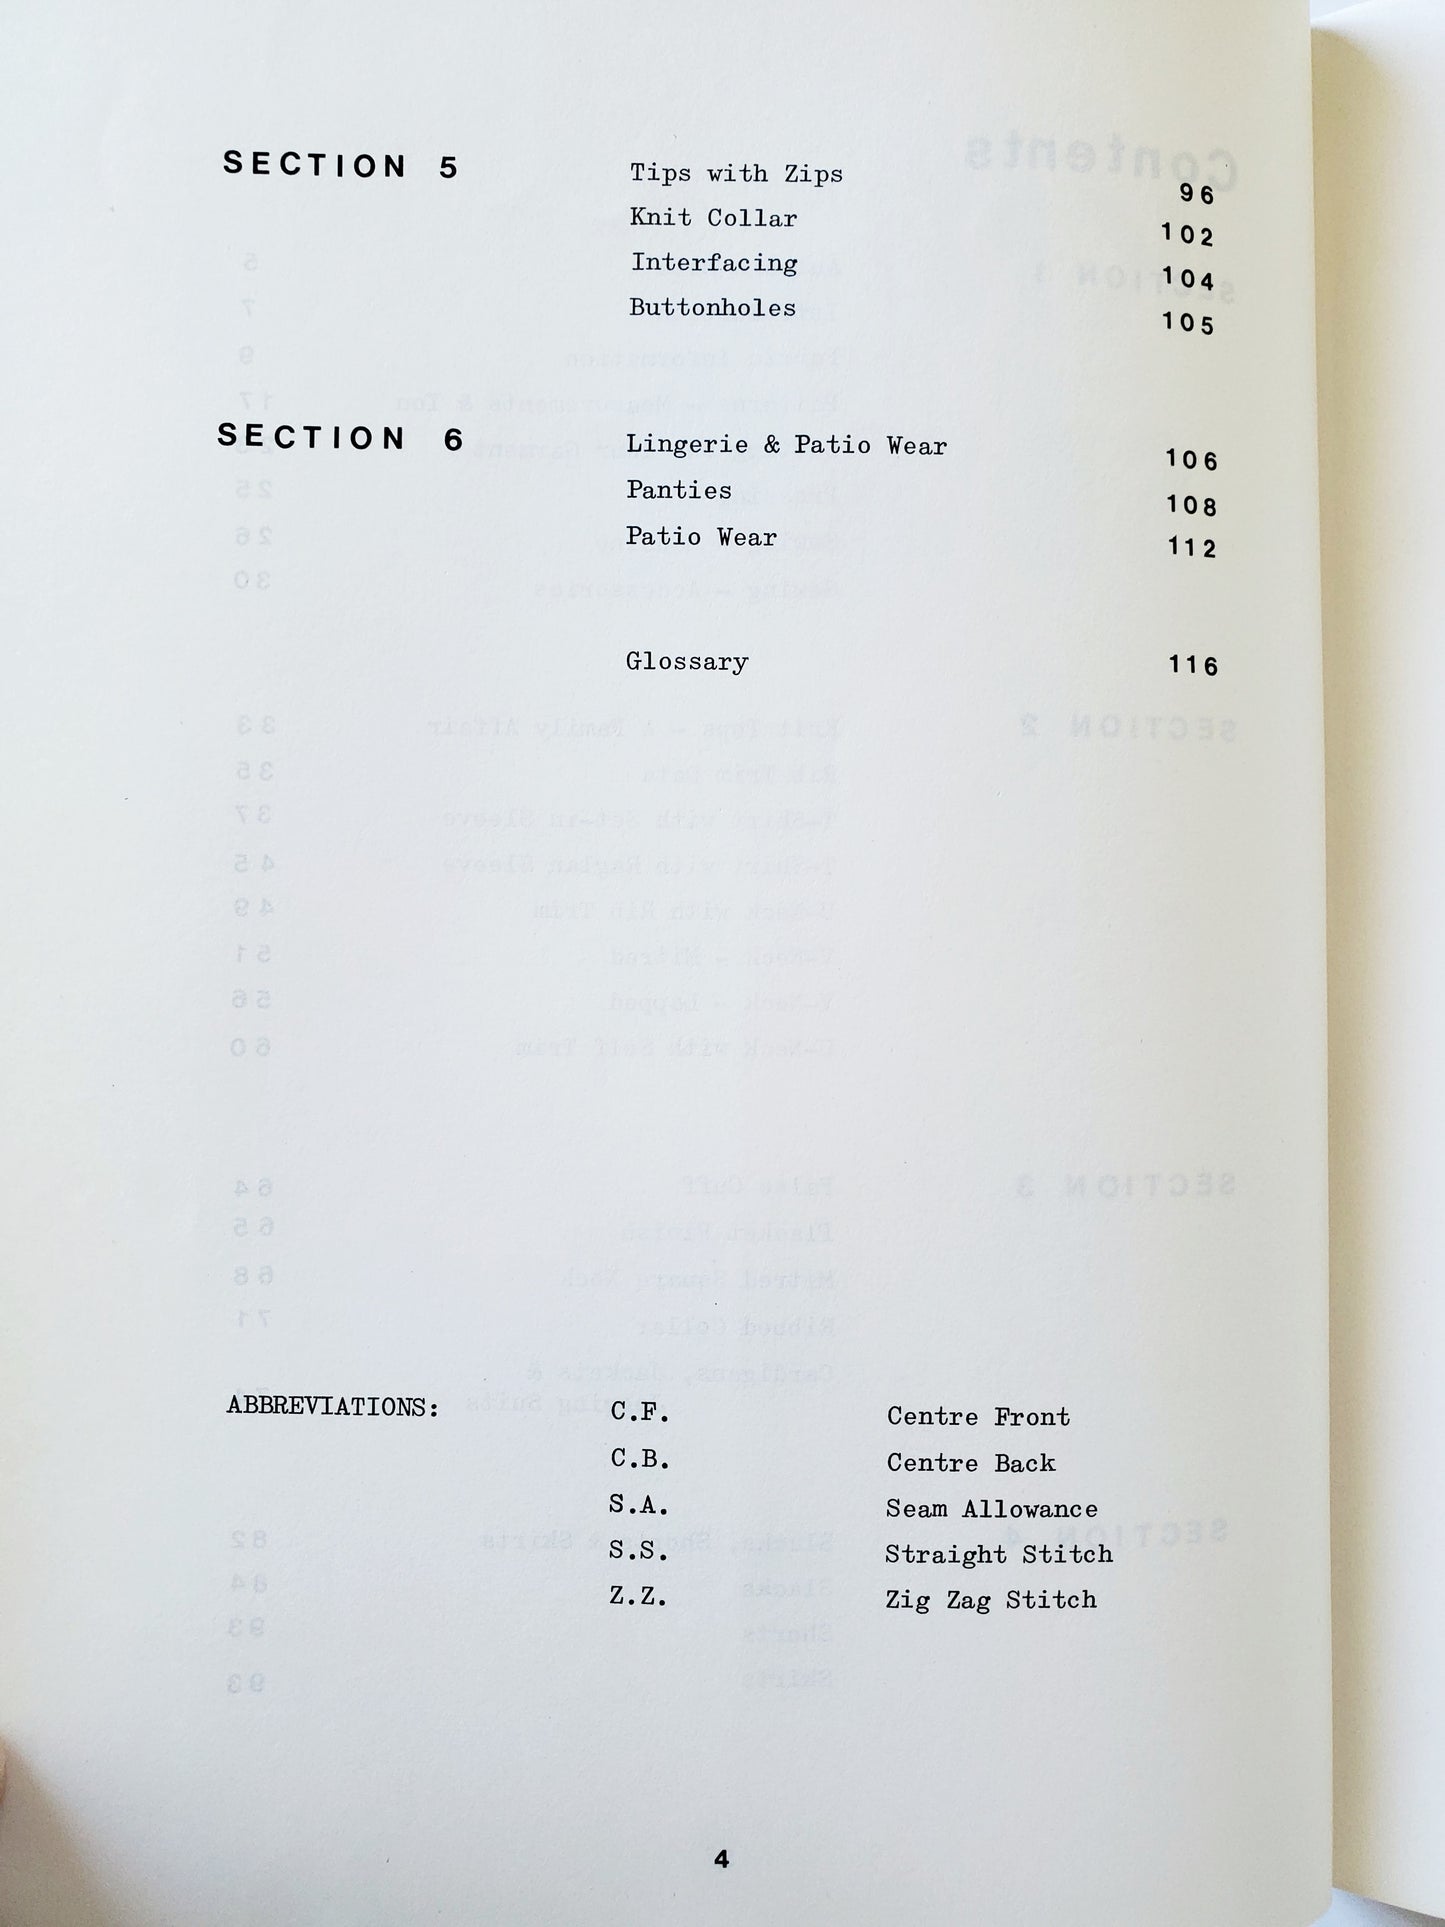 SECTION 5 Tips with Zips 96
Knit Collar 102
Interfacing 104
Buttonholes 105
SECTION 6 Lingerie & Patio Wear 106
Panties 108
Patio Wear 112
Glossary 116
ABBREVIATIONS: C.F. Centre Front
C.B. Centre Back
S.A. Seam Allowance
S.S. Straight Stitch
Z.Z. Zig Zag Stitch
4